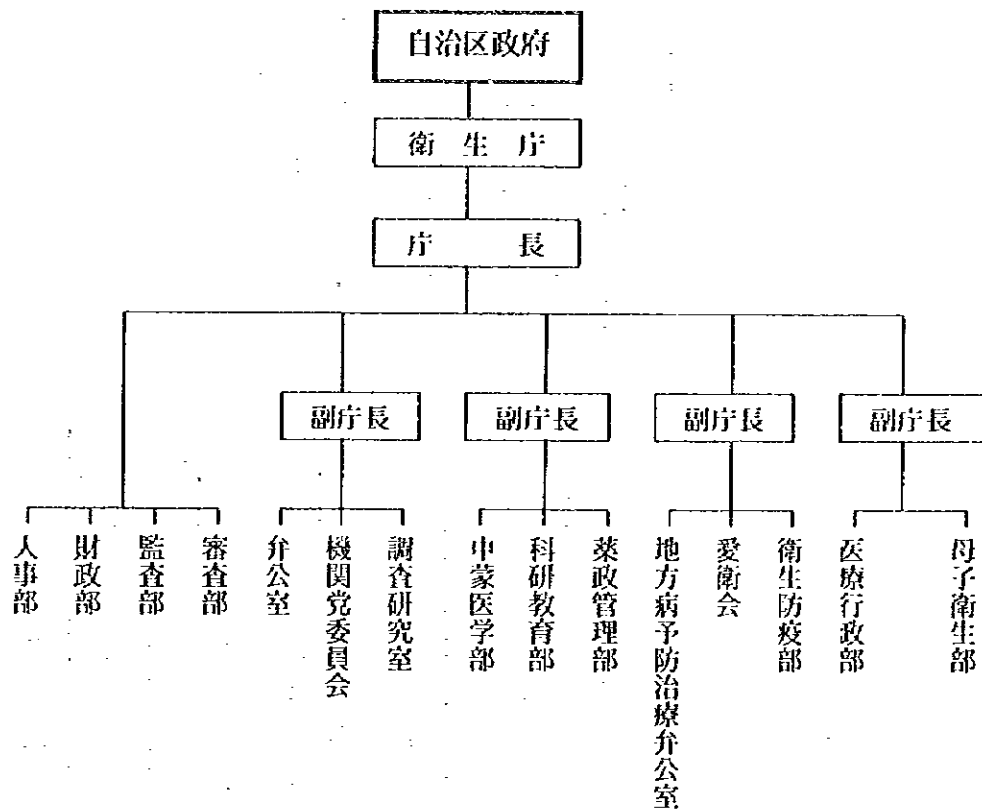 自治区政府
衛生庁
庁長
副庁長
副庁長
副庁長
副庁長
人事部
財政部
監査部
審査部
弁公室
機関党委員会
調査研究室
中蒙医学部
科研教育部
薬政管理部
地方病予防治療弁公室
愛衛会
衛生防疫部
医療行政部
母子衛生部